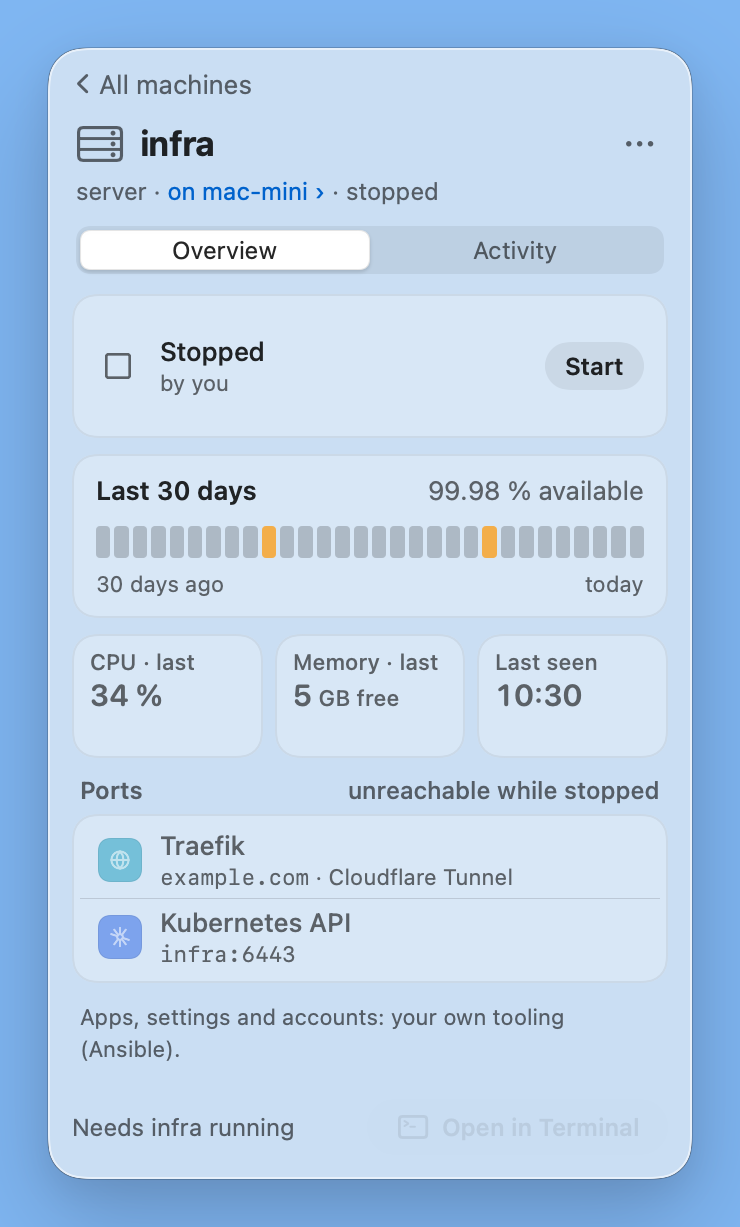 All machines
infra
server · on mac-mini › · stopped
Overview
Activity
Stopped
by you
Start
Last 30 days
99.98 % available
30 days ago
today
CPU · last
34 %
Memory · last
5 GB free
Last seen
10:30
Ports
unreachable while stopped
Traefik
example.com · Cloudflare Tunnel
Kubernetes API
infra:6443
Apps, settings and accounts: your own tooling
(Ansible).
Needs infra running
Open in Terminal